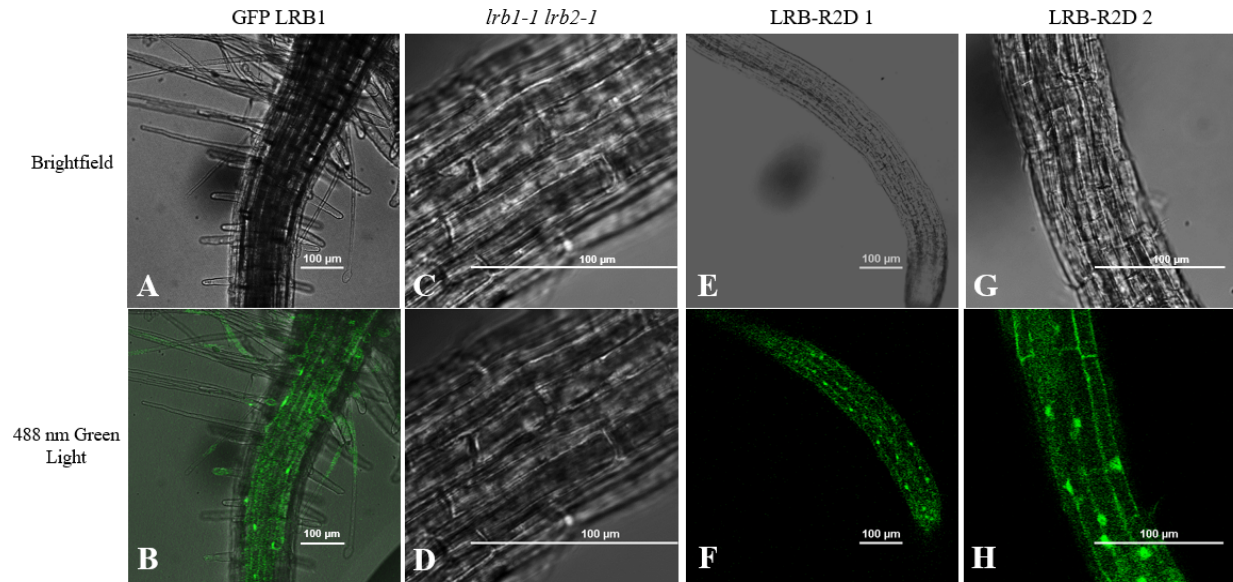 GFP LRB1
lrb1-1 lrb2-1
LRB-R2D 1
LRB-R2D 2
Brightfield
100 µm
A
100 µm
C
100 µm
E
100 µm
G
488 nm Green
Light
100 µm
B
100 µm
D
100 µm
F
100 µm
H